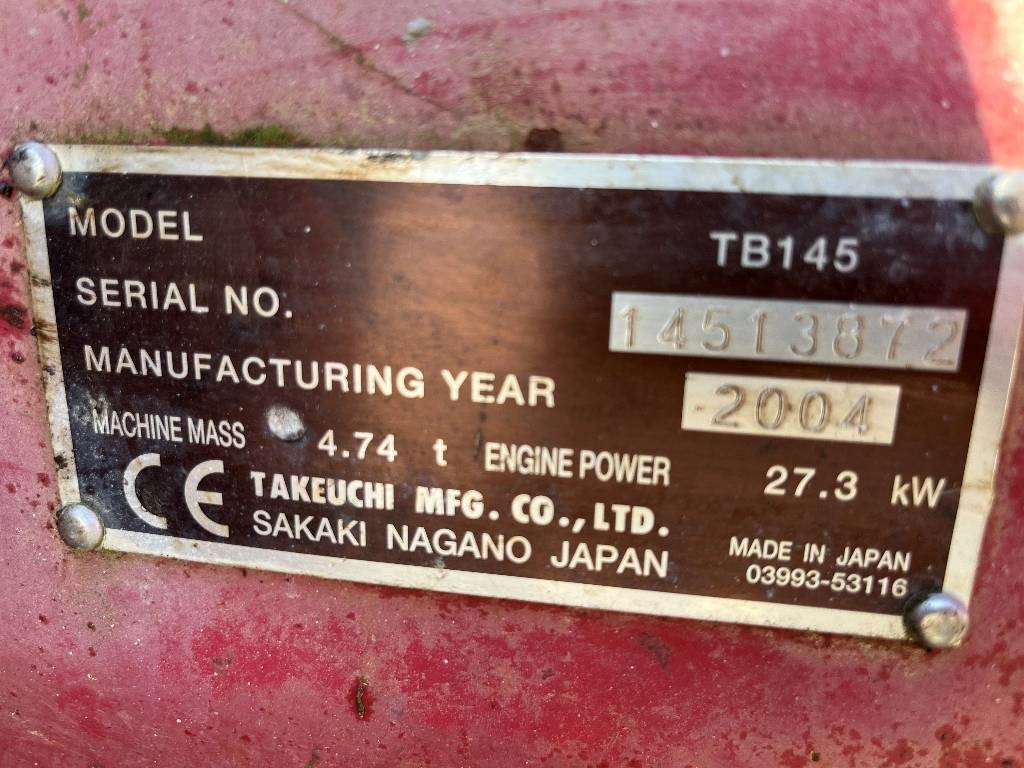 MODEL TB145
SERIAL NO. 14513872
MANUFACTURING YEAR 2004
MACHINE MASS 4.74 t ENGINE POWER 27.3 kW
CE TAKEUCHI MFG. CO., LTD.
SAKAKI NAGANO JAPAN
MADE IN JAPAN
03993-53116